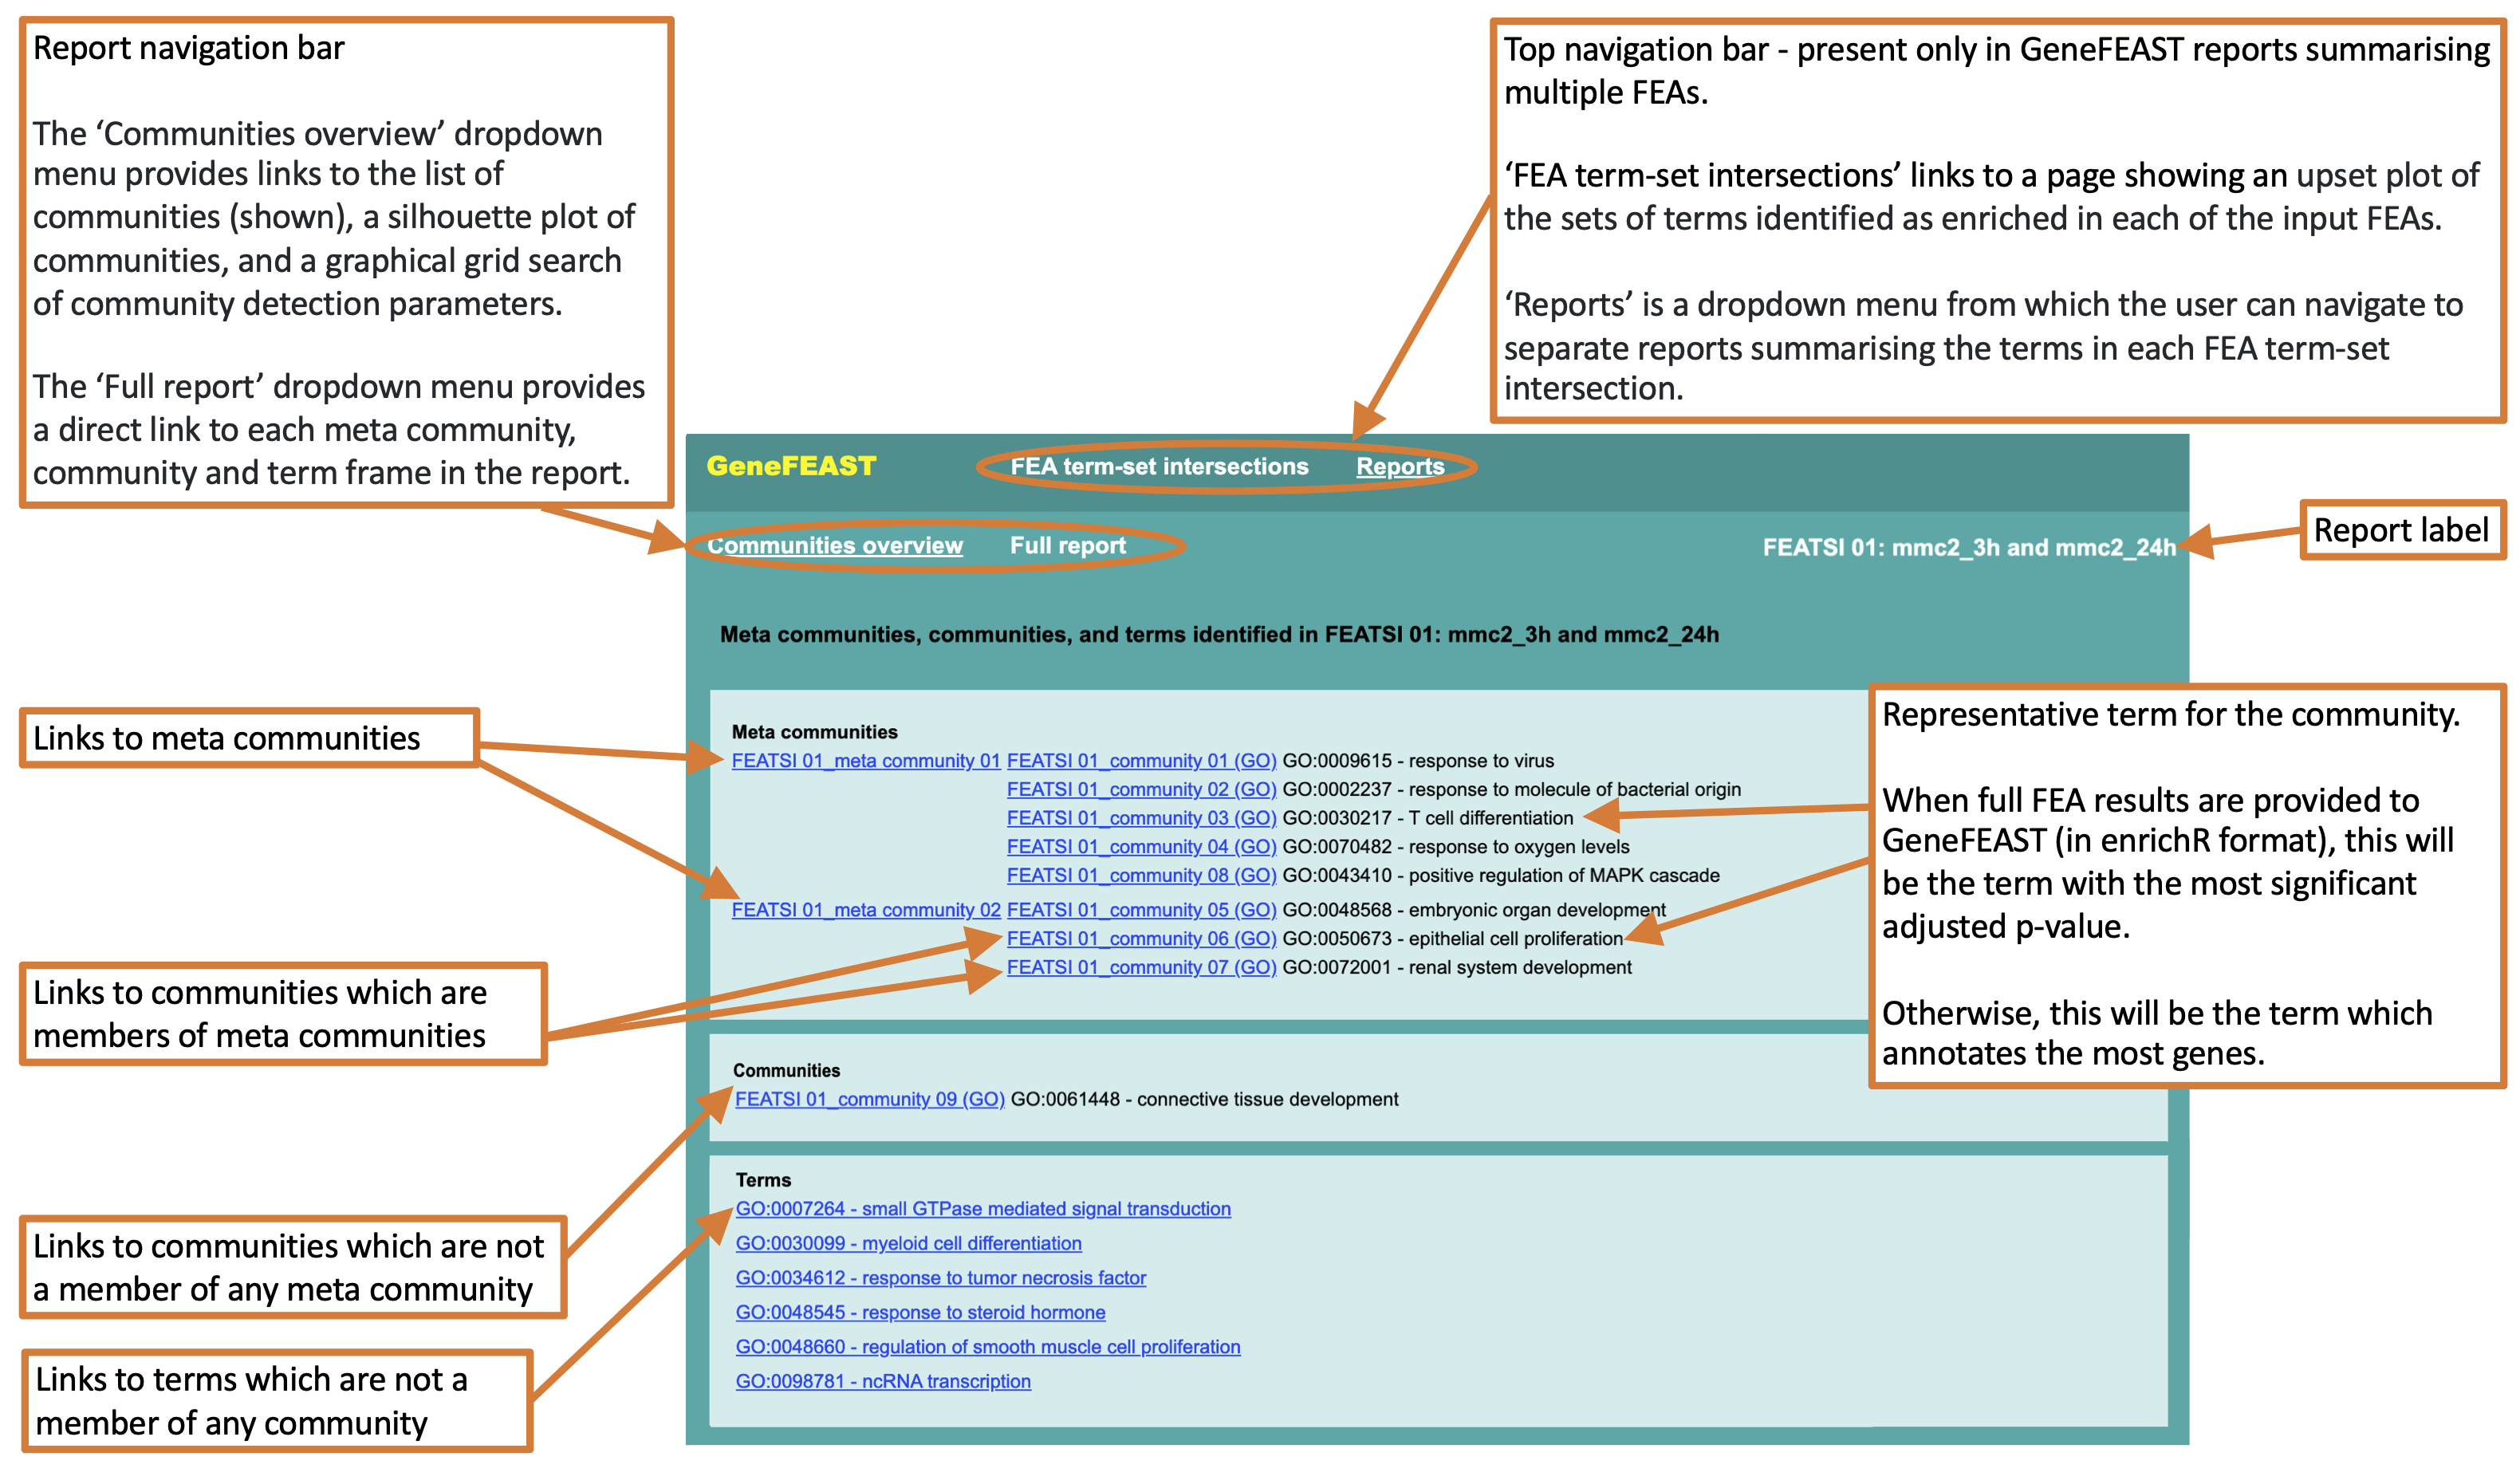 Report navigation bar
The ‘Communities overview’ dropdown
menu provides links to the list of
communities (shown), a silhouette plot of
communities, and a graphical grid search
of community detection parameters.
The ‘Full report’ dropdown menu provides
a direct link to each meta community,
community and term frame in the report.
Top navigation bar - present only in GeneFEAST reports summarising
multiple FEAs.
‘FEA term-set intersections’ links to a page showing an upset plot of
the sets of terms identified as enriched in each of the input FEAs.
‘Reports’ is a dropdown menu from which the user can navigate to
separate reports summarising the terms in each FEA term-set
intersection.
GeneFEAST FEA term-set intersections Reports
Communities overview Full report FEATSI 01: mmc2_3h and mmc2_24h
Report label
Meta communities, communities, and terms identified in FEATSI 01: mmc2_3h and mmc2_24h
Links to meta communities
Meta communities
FEATSI 01_meta community 01 FEATSI 01_community 01 (GO) GO:0009615 - response to virus
FEATSI 01_community 02 (GO) GO:0002237 - response to molecule of bacterial origin
FEATSI 01_community 03 (GO) GO:0030217 - T cell differentiation
FEATSI 01_community 04 (GO) GO:0070482 - response to oxygen levels
FEATSI 01_community 08 (GO) GO:0043410 - positive regulation of MAPK cascade
FEATSI 01_meta community 02 FEATSI 01_community 05 (GO) GO:0048568 - embryonic organ development
FEATSI 01_community 06 (GO) GO:0050673 - epithelial cell proliferation
FEATSI 01_community 07 (GO) GO:0072001 - renal system development
Representative term for the community.
When full FEA results are provided to
GeneFEAST (in enrichR format), this will
be the term with the most significant
adjusted p-value.
Otherwise, this will be the term which
annotates the most genes.
Links to communities which are
members of meta communities
Communities
FEATSI 01_community 09 (GO) GO:0061448 - connective tissue development
Links to communities which are not
a member of any meta community
Terms
GO:0007264 - small GTPase mediated signal transduction
GO:0030099 - myeloid cell differentiation
GO:0034612 - response to tumor necrosis factor
GO:0048545 - response to steroid hormone
GO:0048660 - regulation of smooth muscle cell proliferation
GO:0098781 - ncRNA transcription
Links to terms which are not a
member of any community